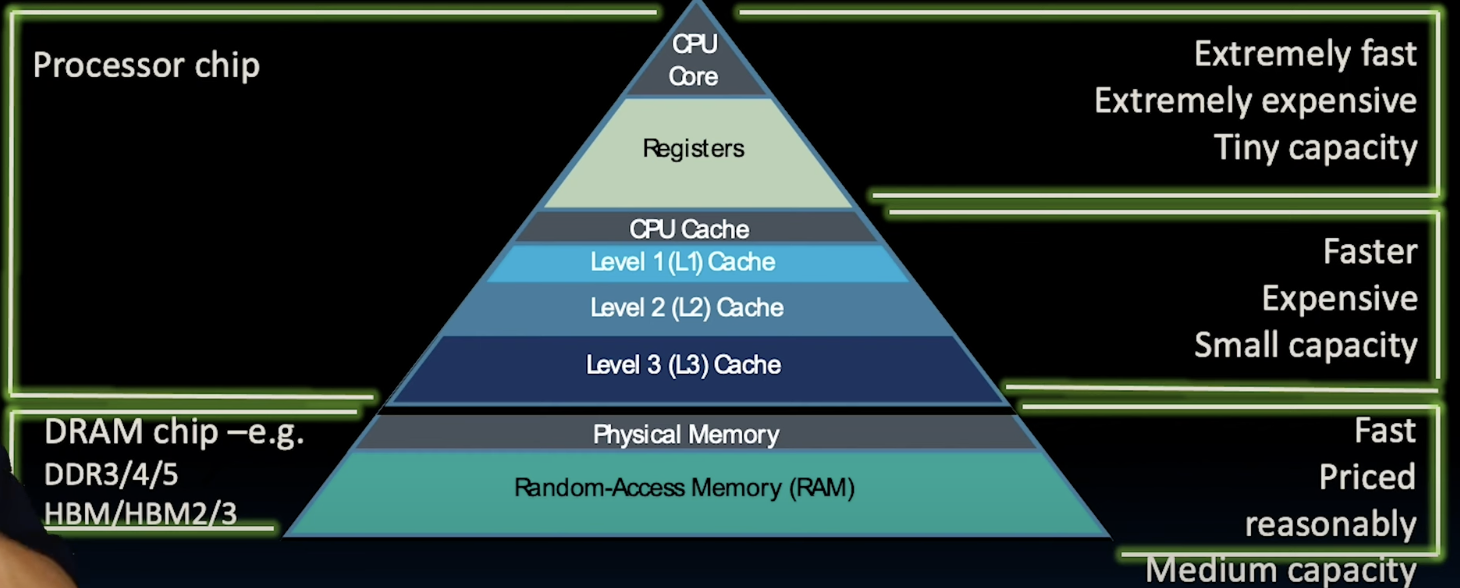 Processor chip
CPU
Core
Extremely fast
Extremely expensive
Tiny capacity
Registers
CPU Cache
Level 1 (L1) Cache
Level 2 (L2) Cache
Level 3 (L3) Cache
Faster
Expensive
Small capacity
DRAM chip –e.g.
DDR3/4/5
HBM/HBM2/3
Physical Memory
Random-Access Memory (RAM)
Fast
Priced
reasonably
Medium capacity